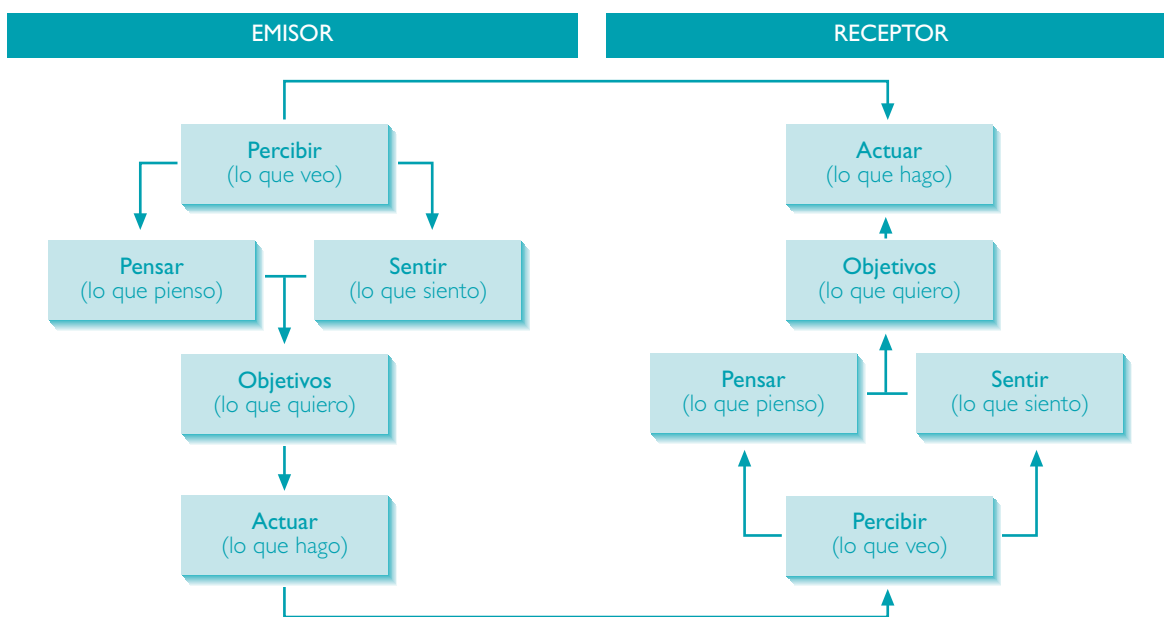 EMISOR
Percibir
(lo que veo)
Pensar
(lo que pienso)
Sentir
(lo que siento)
Objetivos
(lo que quiero)
Actuar
(lo que hago)
RECEPTOR
Actuar
(lo que hago)
Objetivos
(lo que quiero)
Pensar
(lo que pienso)
Sentir
(lo que siento)
Percibir
(lo que veo)